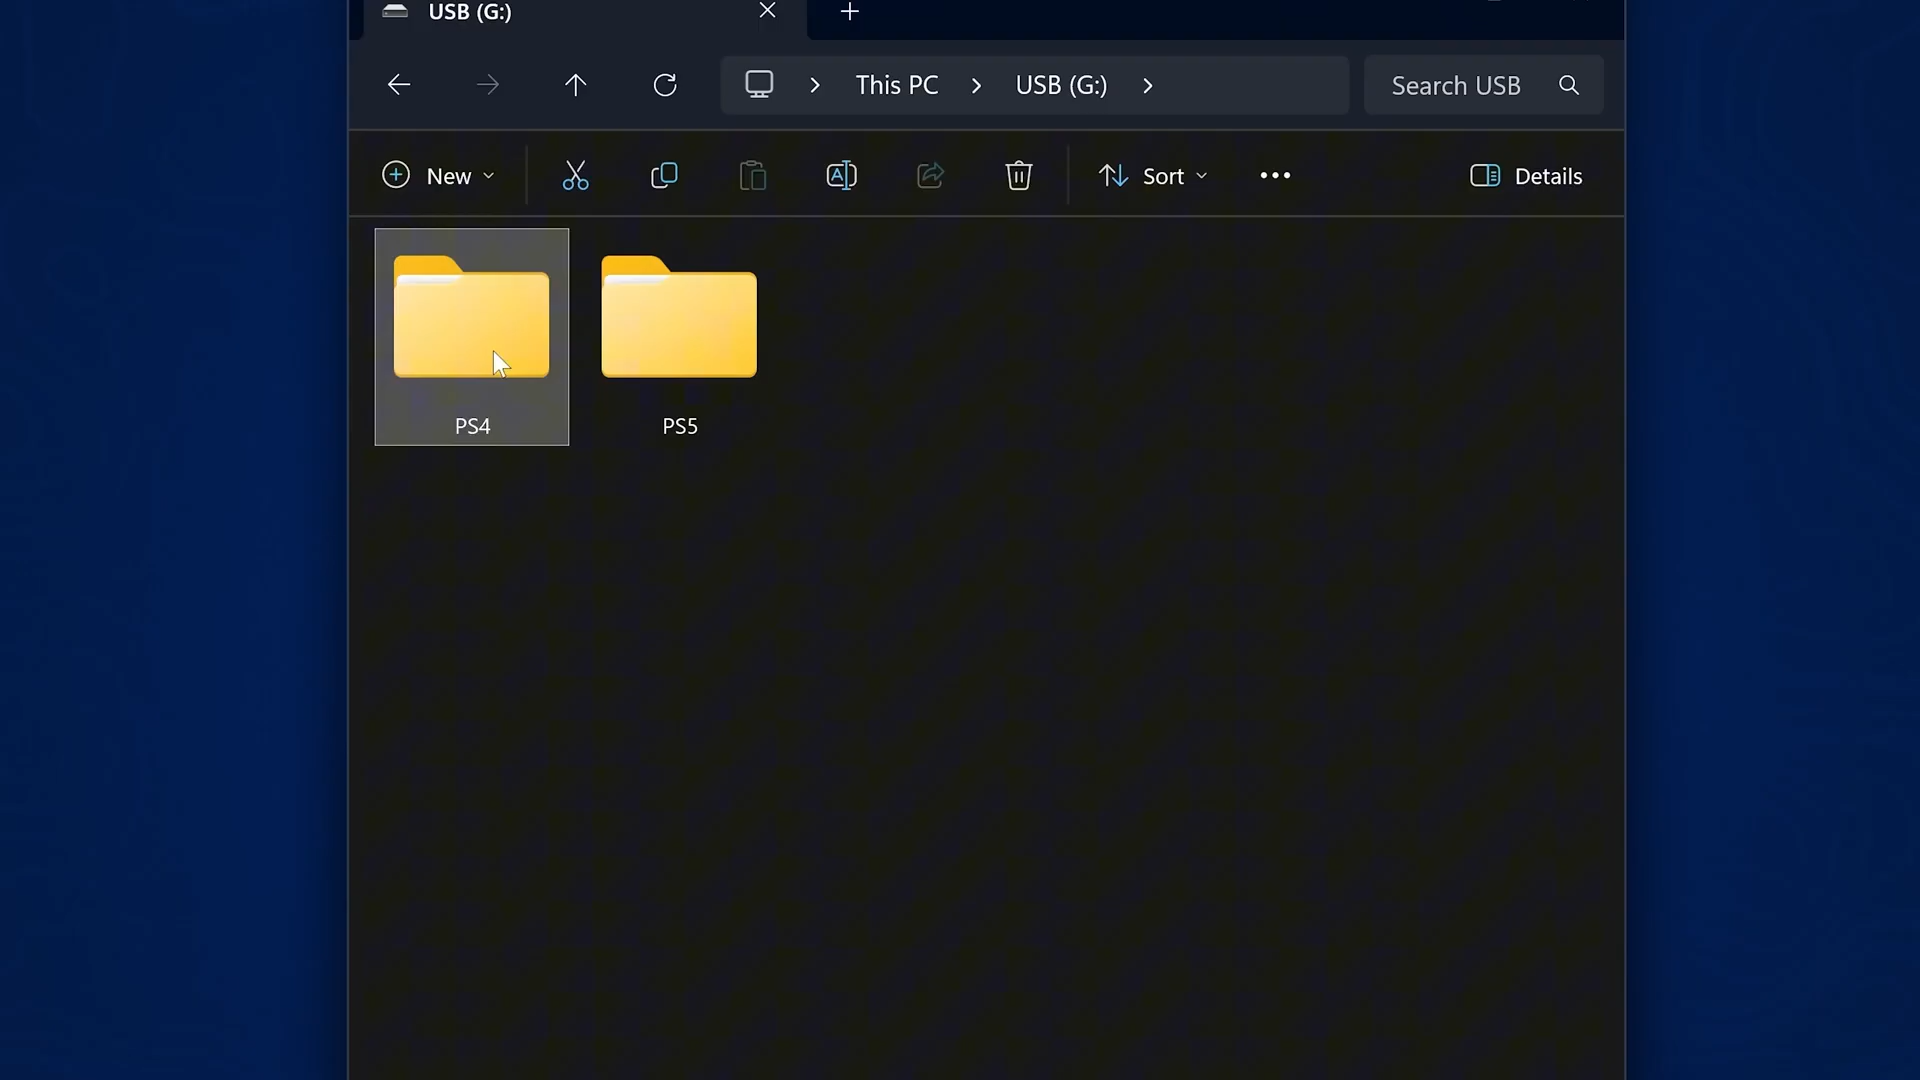 USB (G:)
This PC > USB (G:) >
Search USB
New
Sort
Details
PS4
PS5